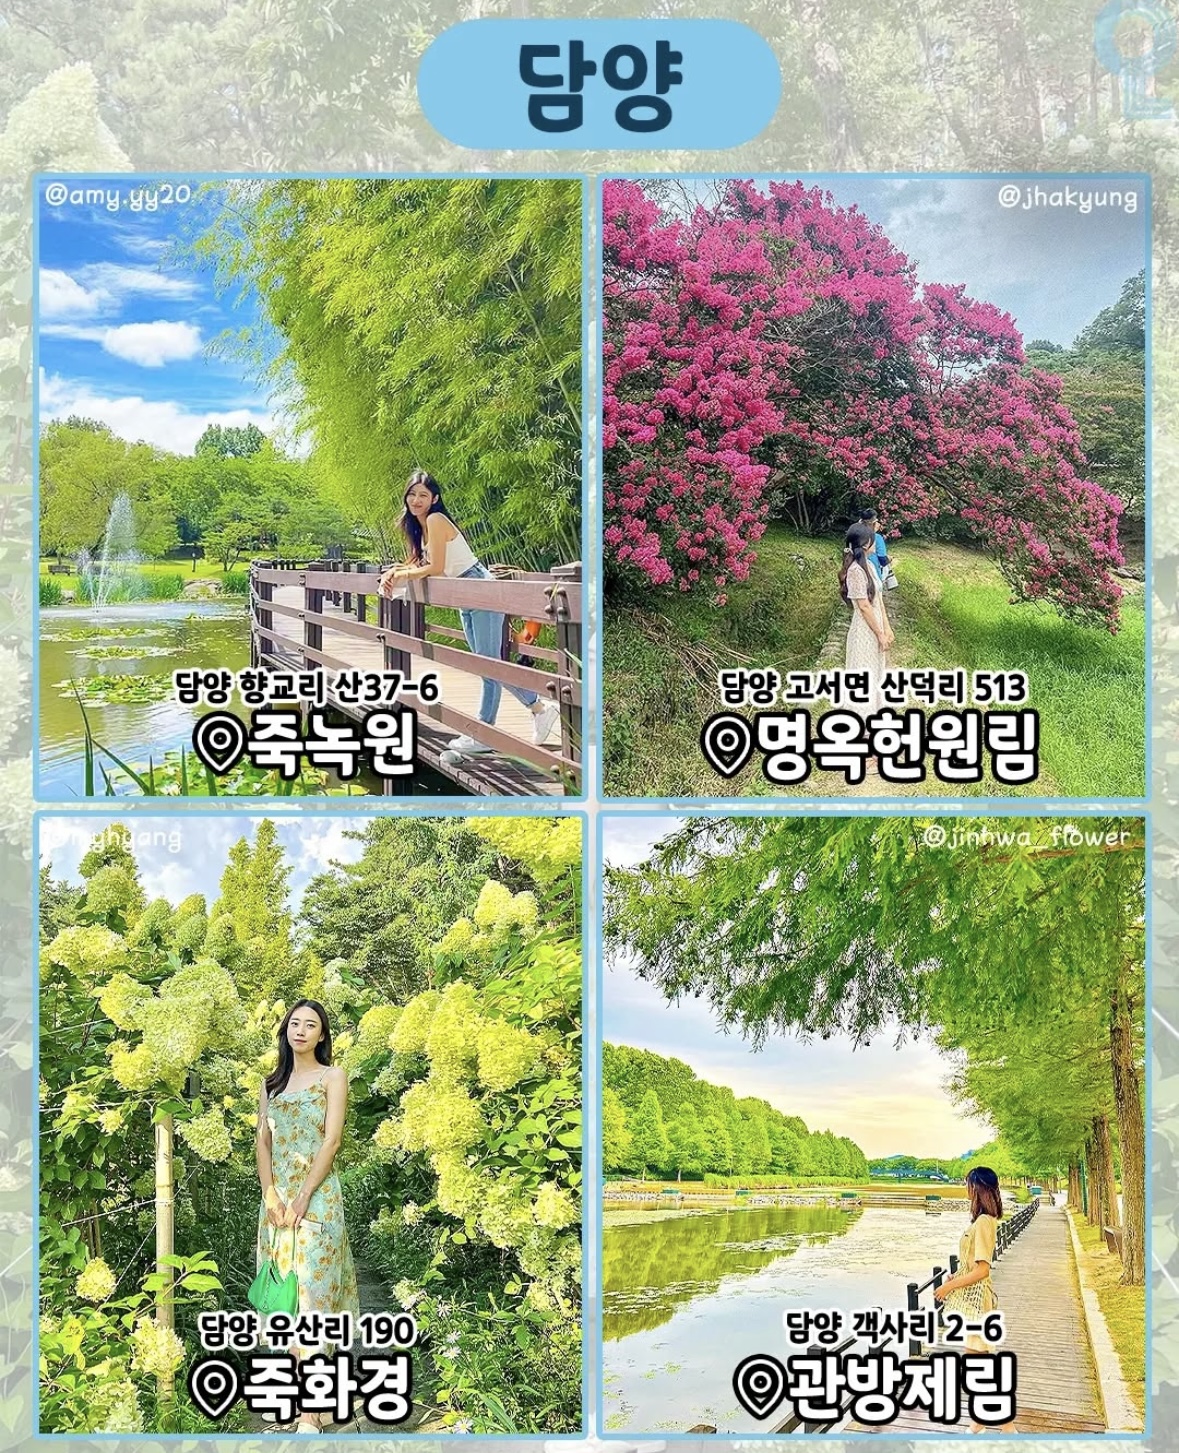 담양
@amy.yy20
담양 향교리 산37-6
죽녹원
@jhakyung
담양 고서면 산덕리 513
명옥헌원림
담양 유산리 190
죽화경
@jinhwa_flower
담양 객사리 2-6
관방제림